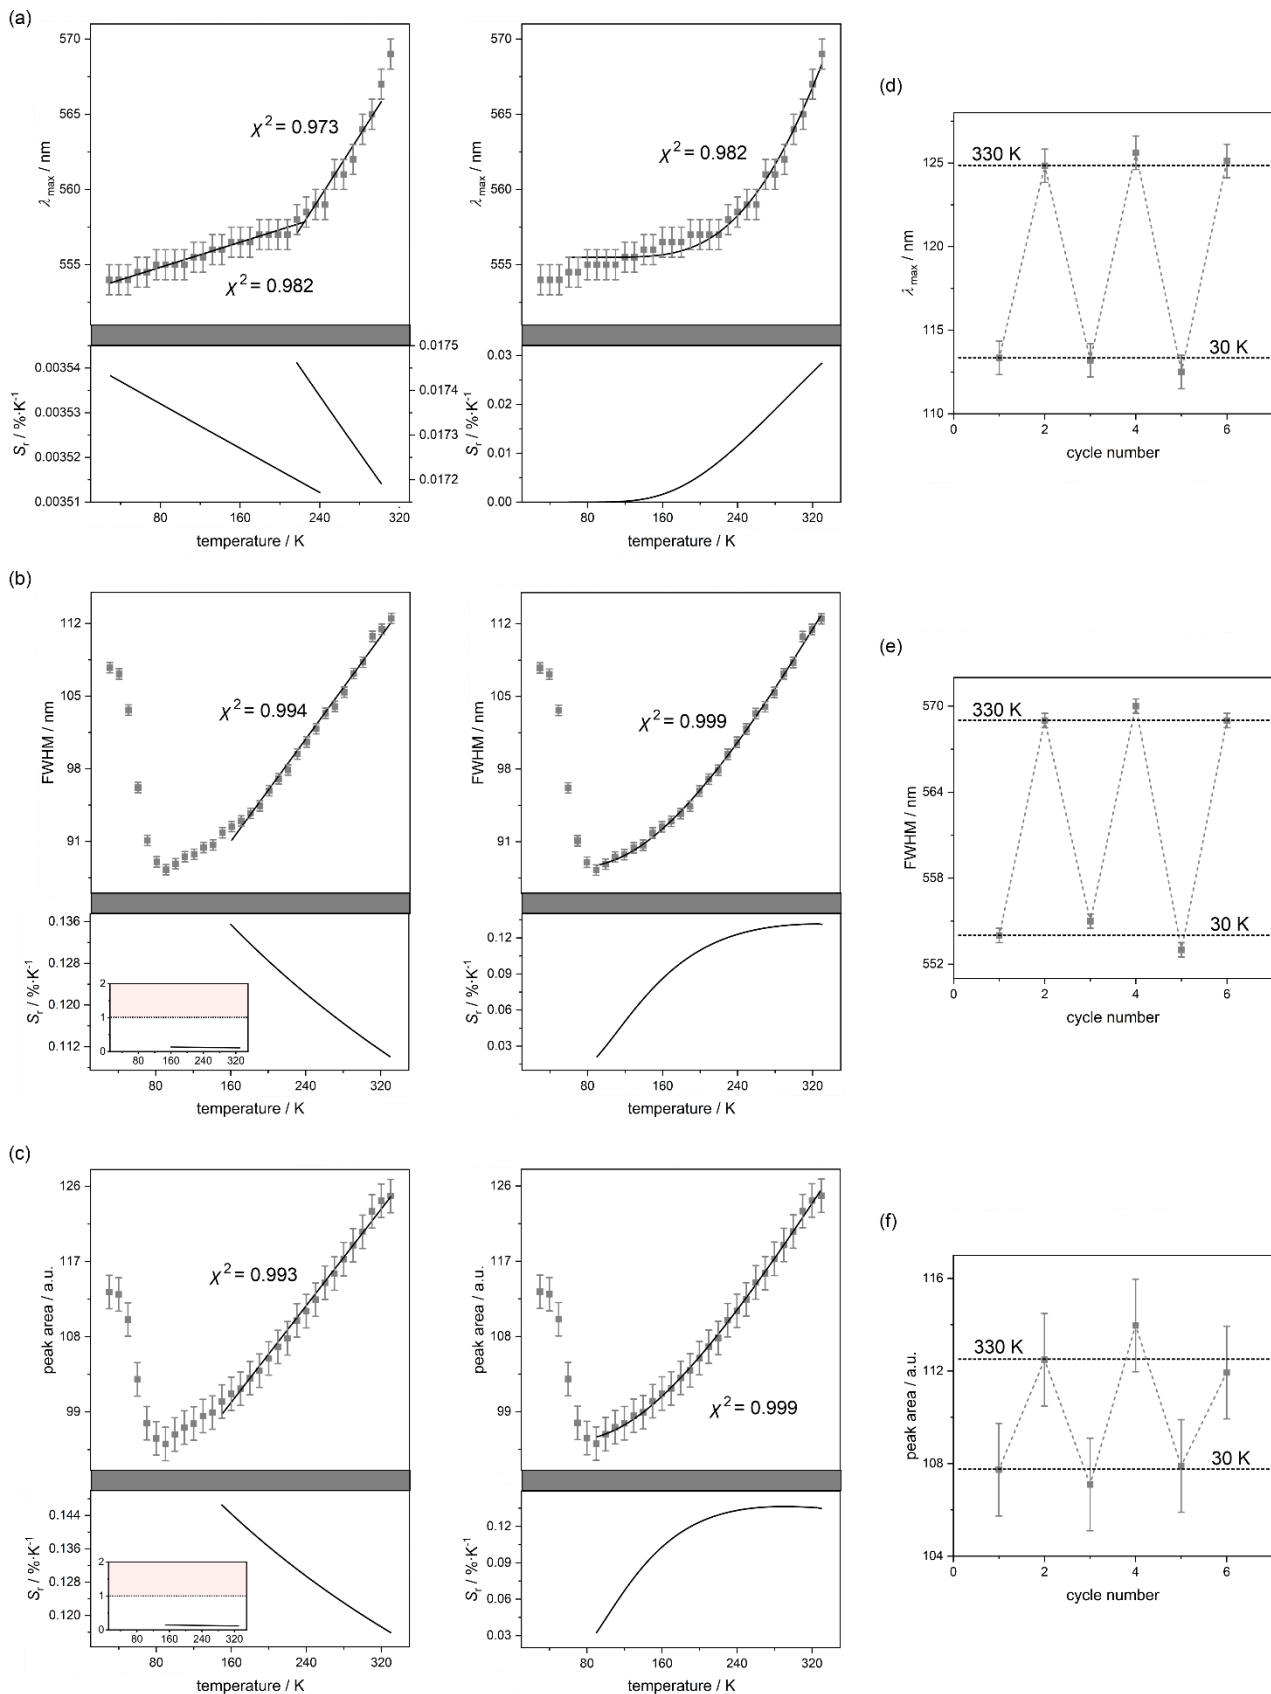 (a)
570
565
560
555
λmax / nm
χ² = 0.973
χ² = 0.982
0.00354
0.00353
0.00352
0.00351
Sr / %·K-1
0.0175
0.0174
0.0173
0.0172
80
160
240
320
temperature / K
570
565
560
555
λmax / nm
χ² = 0.982
0.03
0.02
0.01
0.00
Sr / %·K-1
80
160
240
320
temperature / K
(d)
125
120
115
110
λmax / nm
330 K
30 K
0
2
4
6
cycle number
(b)
112
105
98
91
FWHM / nm
χ² = 0.994
0.136
0.128
0.120
0.112
Sr / %·K-1
2
1
0
80
160
240
320
80
160
240
320
temperature / K
112
105
98
91
FWHM / nm
χ² = 0.999
0.12
0.09
0.06
0.03
Sr / %·K-1
80
160
240
320
temperature / K
(e)
570
564
558
552
FWHM / nm
330 K
30 K
0
2
4
6
cycle number
(c)
126
117
108
99
peak area / a.u.
χ² = 0.993
0.144
0.136
0.128
0.120
Sr / %·K-1
2
1
0
80
160
240
320
80
160
240
320
temperature / K
126
117
108
99
peak area / a.u.
χ² = 0.999
0.12
0.09
0.06
0.03
Sr / %·K-1
80
160
240
320
temperature / K
(f)
116
112
108
104
peak area / a.u.
330 K
30 K
0
2
4
6
cycle number